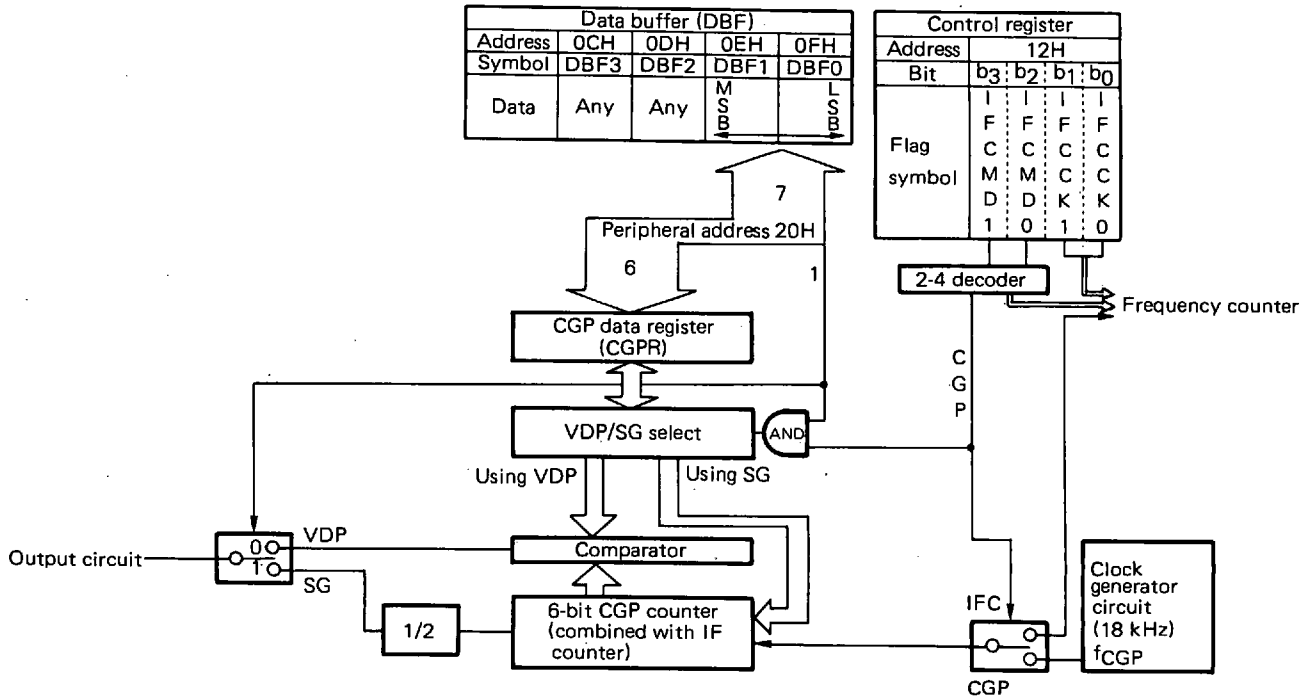 Data buffer (DBF)
Address 0CH 0DH 0EH 0FH
Symbol DBF3 DBF2 DBF1 DBF0
Data Any Any MSB LSB
Control register
Address 12H
Bit b3 b2 b1 b0
Flag symbol IFCMD1 IFCMD0 IFCCK1 IFCCK0
7
Peripheral address 20H
6
1
2-4 decoder
Frequency counter
CGP data register
(CGPR)
CGP
VDP/SG select
AND
Using VDP
Using SG
Output circuit
0
1
VDP
SG
Comparator
1/2
6-bit CGP counter
(combined with IF
counter)
IFC
CGP
Clock
generator
circuit
(18 kHz)
fCGP